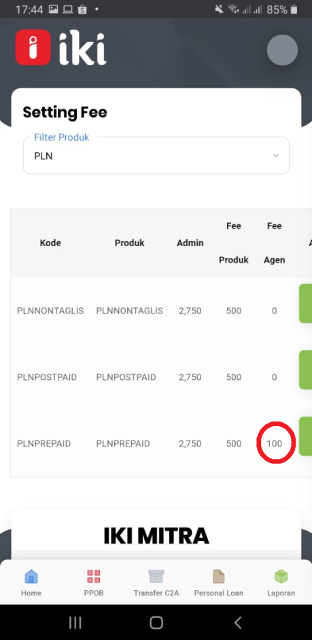 17:44
85%
iki
Setting Fee
Filter Produk
PLN
Kode Produk Admin Fee Produk Fee Agen A
PLNNONTAGLIS PLNNONTAGLIS 2,750 500 0
PLNPOSTPAID PLNPOSTPAID 2,750 500 0
PLNPREPAID PLNPREPAID 2,750 500 100
IKI MITRA
Home PPOB Transfer C2A Personal Loan Laporan